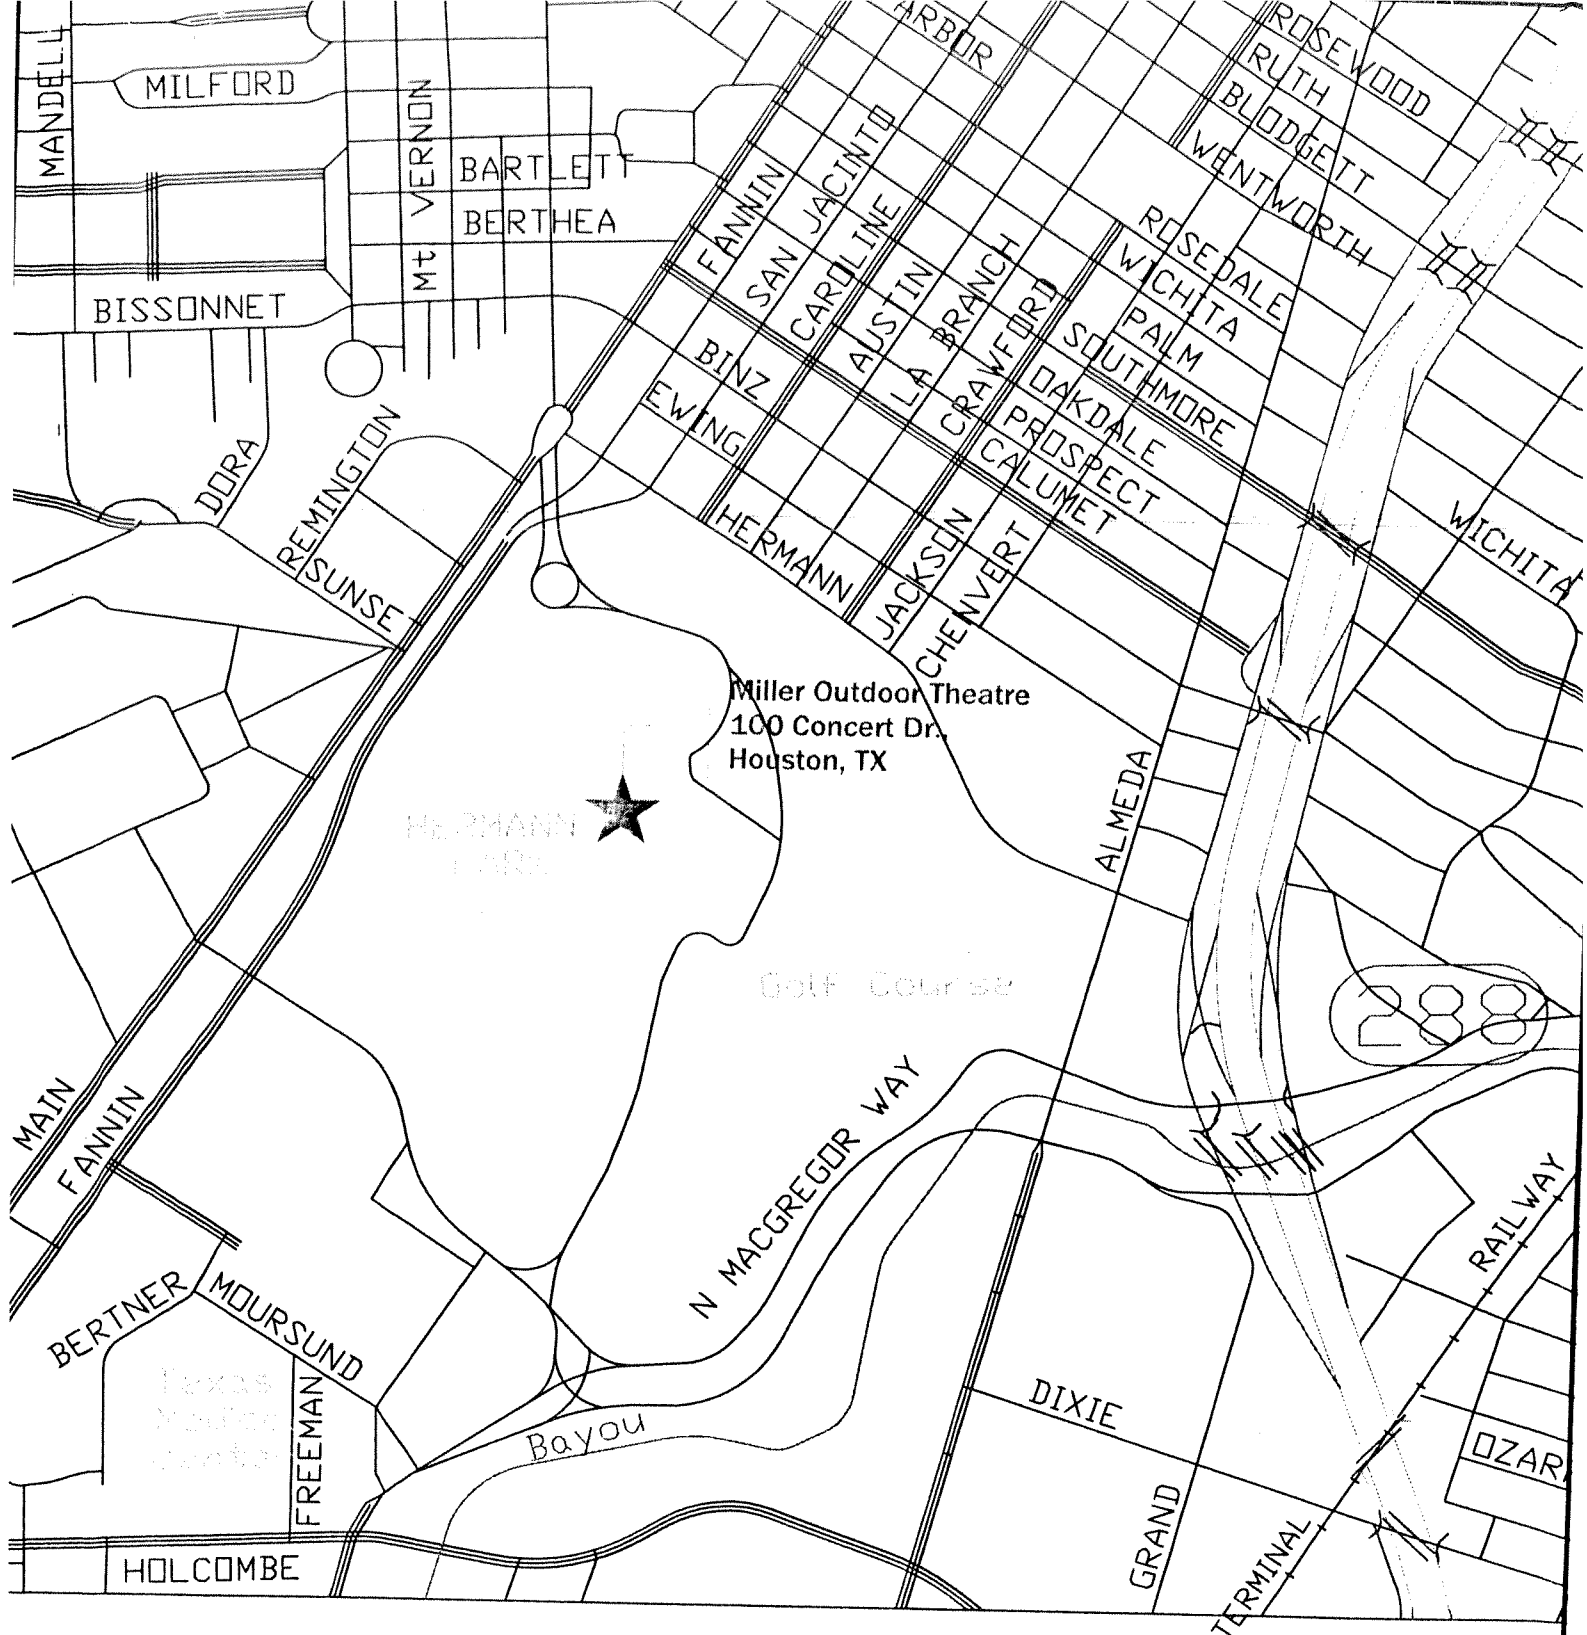 ARBOR
ROSEWOOD
RUTH
BLODGETT
WENTWORTH
MANDELL
MILFORD
Mt VERNON
BARTLETT
BERTHEA
BISSONNET
FANNIN
SAN JACINTO
CAROLINE
AUSTIN
LA BRANCH
CRAWFORD
ROSEDALE
WICHITA
PALM
SOUTHMORE
OAKDALE
PROSPECT
CALUMET
BINZ
EWING
HERMANN
JACKSON
CHENVERT
WICHITA
DORA
REMINGTON
SUNSE
Miller Outdoor Theatre
100 Concert Dr.,
Houston, TX
HERMANN
PARK
ALMEDA
Golf Course
288
MAIN
FANNIN
N MACGREGOR WAY
RAILWAY
BERTNER
MOURSUND
Texas
FREEMAN
Bayou
DIXIE
OZAR
GRAND
TERMINAL
HOLCOMBE